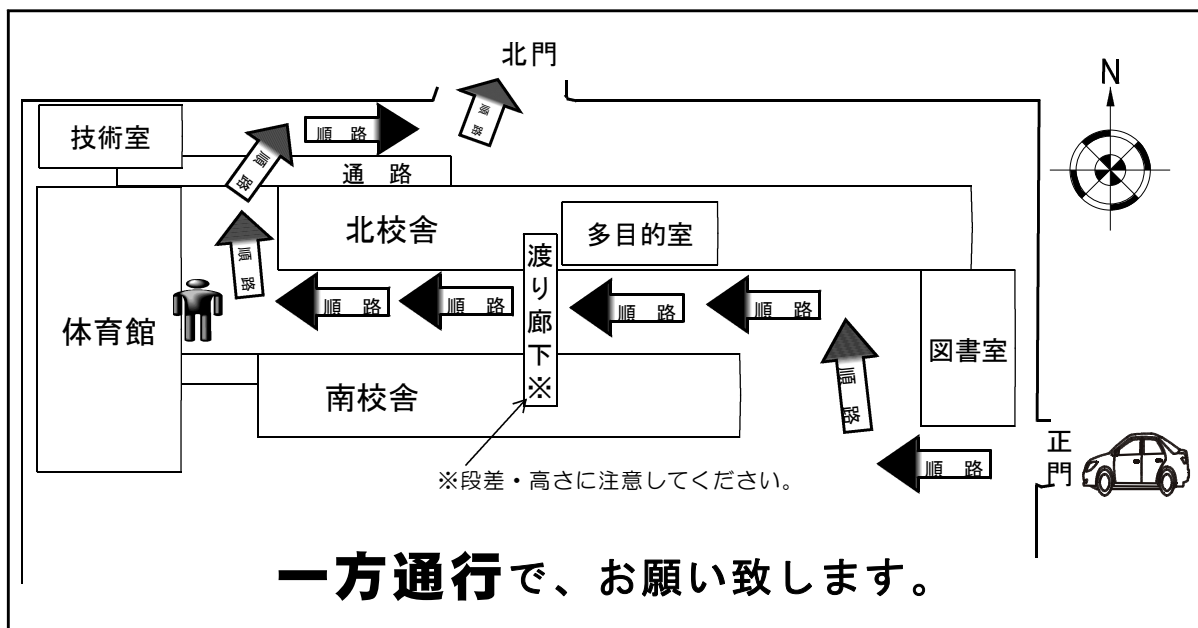 北門
N
順　路
順　路
技術室
順　路
通　路
北校舎
多目的室
渡り廊下※
順　路
順　路
順　路
順　路
順　路
体育館
図書室
南校舎
順　路
正門
順　路
※段差・高さに注意してください。
一方通行で、お願い致します。